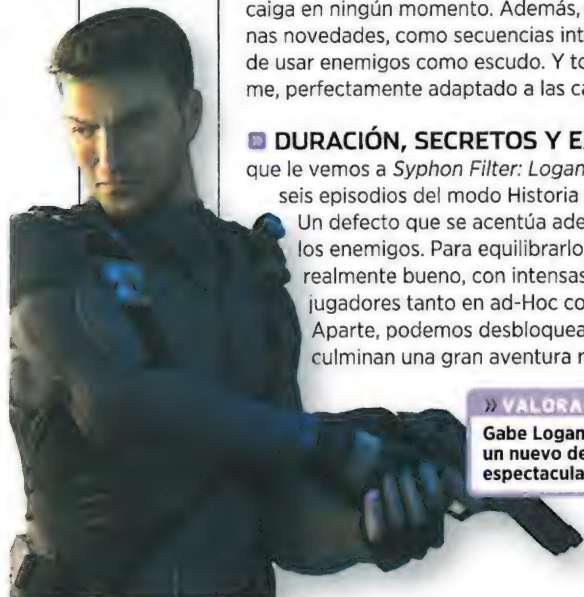 caiga en ningún momento. Además,
nas novedades, como secuencias int
de usar enemigos como escudo. Y to
me, perfectamente adaptado a las ca
DURACIÓN, SECRETOS Y E
que le vemos a Syphon Filter: Logan
seis episodios del modo Historia
Un defecto que se acentúa ade
los enemigos. Para equilibrarlo
realmente bueno, con intensas
jugadores tanto en ad-Hoc co
Aparte, podemos desbloquea
culminan una gran aventura
» VALORA
Gabe Logan
un nuevo de
espectacula